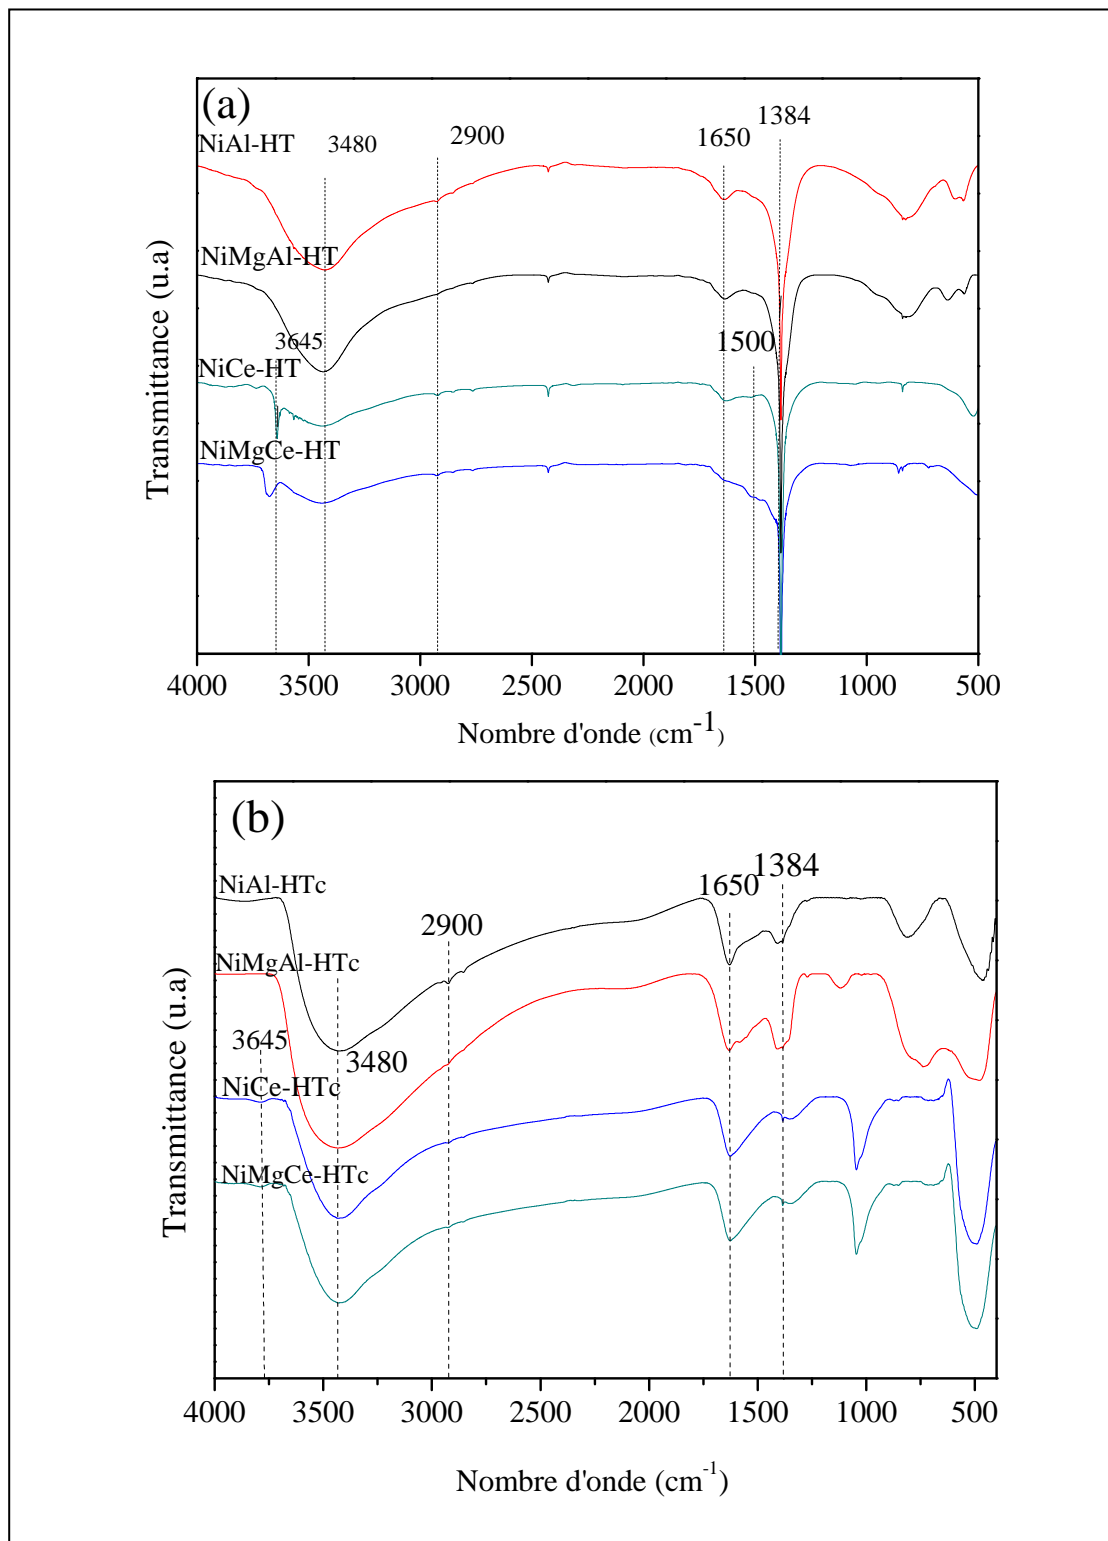 (a)
1384
NiAl-HT
3480
2900
1650
NiMgAl-HT
3645
1500
NiCe-HT
NiMgCe-HT
Transmittance (u.a)
4000 3500 3000 2500 2000 1500 1000 500
Nombre d'onde (cm-1)
(b)
1384
NiAl-HTc
1650
2900
NiMgAl-HTc
3645
3480
NiCe-HTc
NiMgCe-HTc
Transmittance (u.a)
4000 3500 3000 2500 2000 1500 1000 500
Nombre d'onde (cm-1)